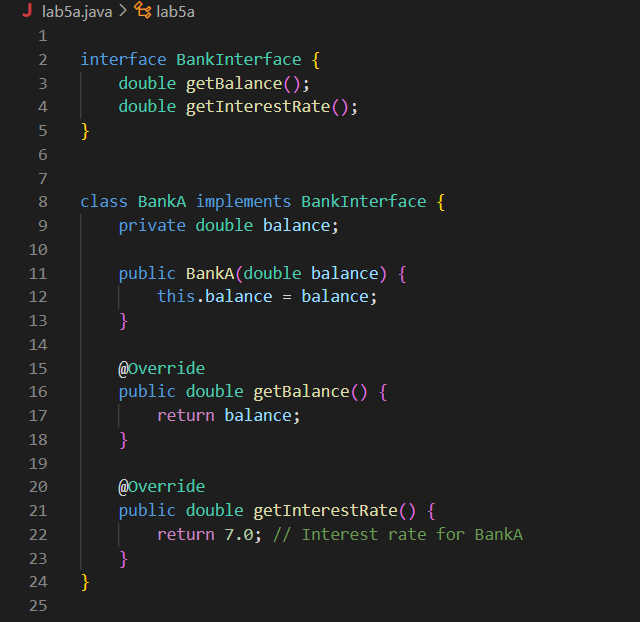 lab5a.java > lab5a
1
2 interface BankInterface {
3 double getBalance();
4 double getInterestRate();
5 }
6
7
8 class BankA implements BankInterface {
9 private double balance;
10
11 public BankA(double balance) {
12 this.balance = balance;
13 }
14
15 @Override
16 public double getBalance() {
17 return balance;
18 }
19
20 @Override
21 public double getInterestRate() {
22 return 7.0; // Interest rate for BankA
23 }
24 }
25